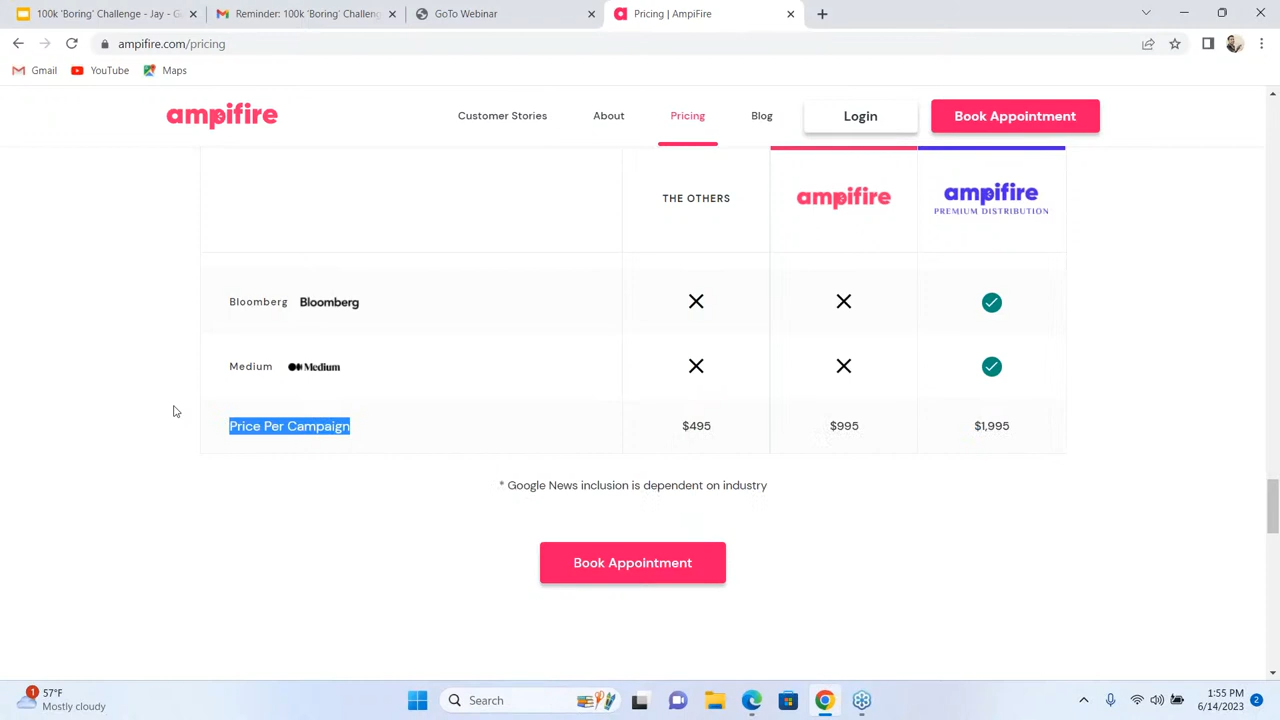 100k 'Boring' Challenge - Jay - G
Reminder: 100k 'Boring' Challeng
GoTo Webinar
Pricing | AmpiFire
ampifire.com/pricing
Gmail
YouTube
Maps
ampifire
Customer Stories
About
Pricing
Blog
Login
Book Appointment
THE OTHERS
ampifire
ampifire
PREMIUM DISTRIBUTION
Bloomberg Bloomberg
Medium Medium
Price Per Campaign $495 $995 $1,995
* Google News inclusion is dependent on industry
Book Appointment
1
57°F
Mostly cloudy
Search
1:55 PM
6/14/2023
2